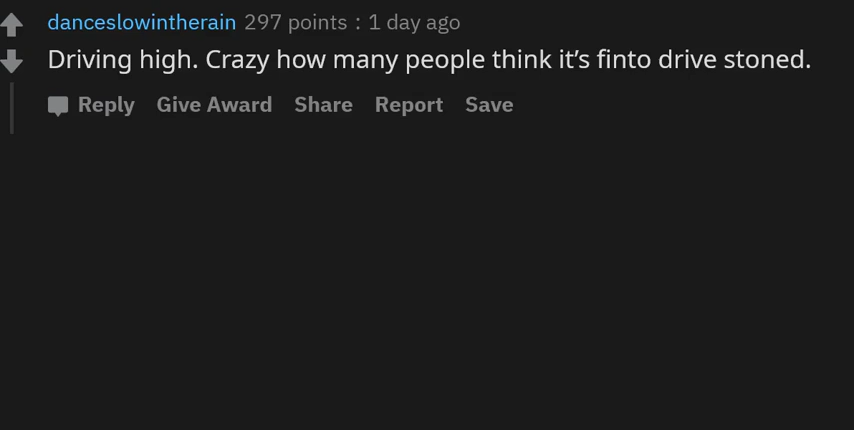 danceslowintherain 297 points : 1 day ago
Driving high. Crazy how many people think it’s finto drive stoned.
Reply Give Award Share Report Save